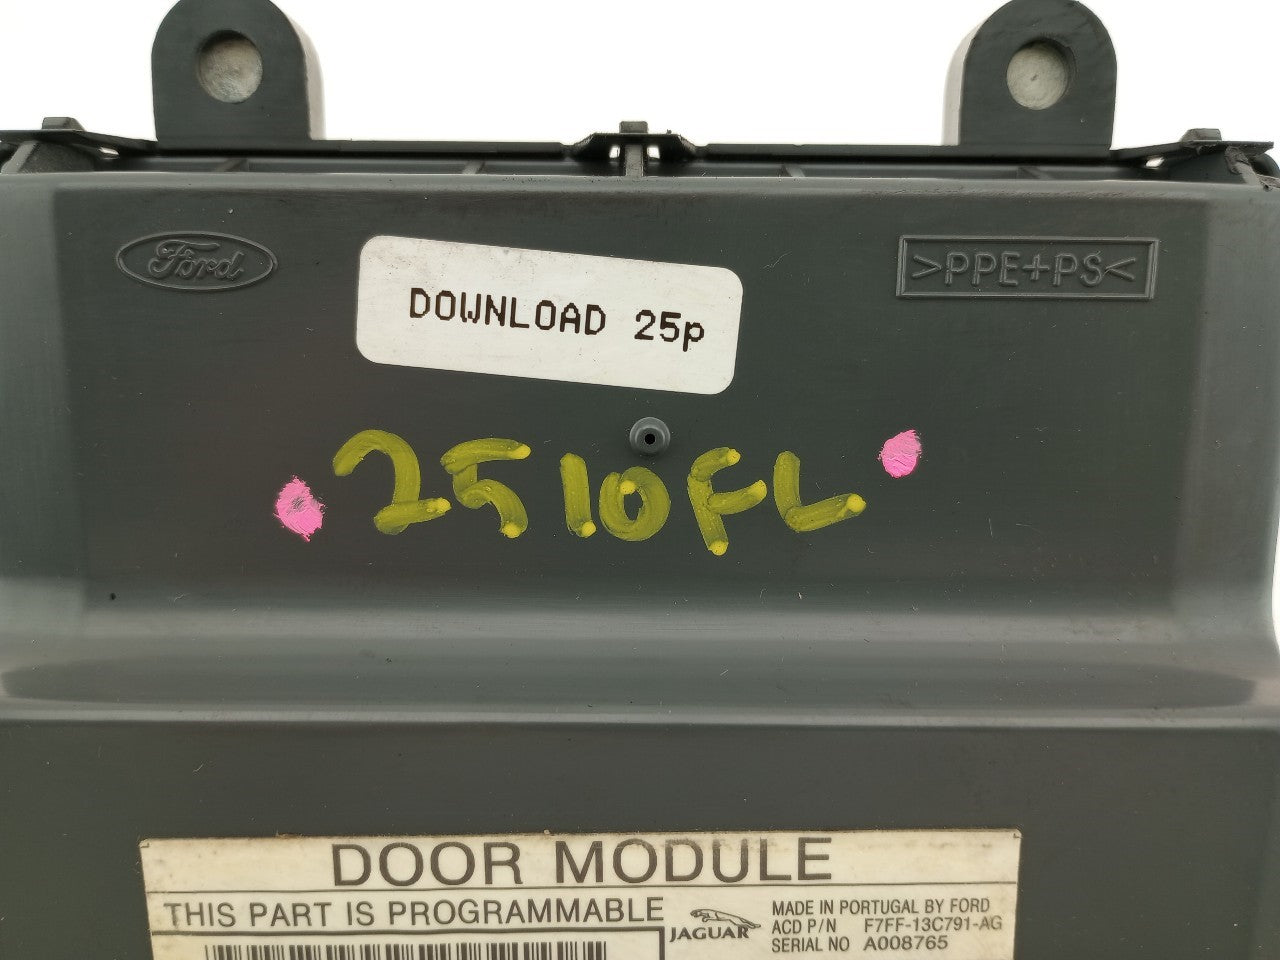 Ford
>PPE+PS<
DOWNLOAD 25p
2510FL
DOOR MODULE
THIS PART IS PROGRAMMABLE
JAGUAR
MADE IN PORTUGAL BY FORD
ACD P/N F7FF-13C791-AG
SERIAL NO A008765